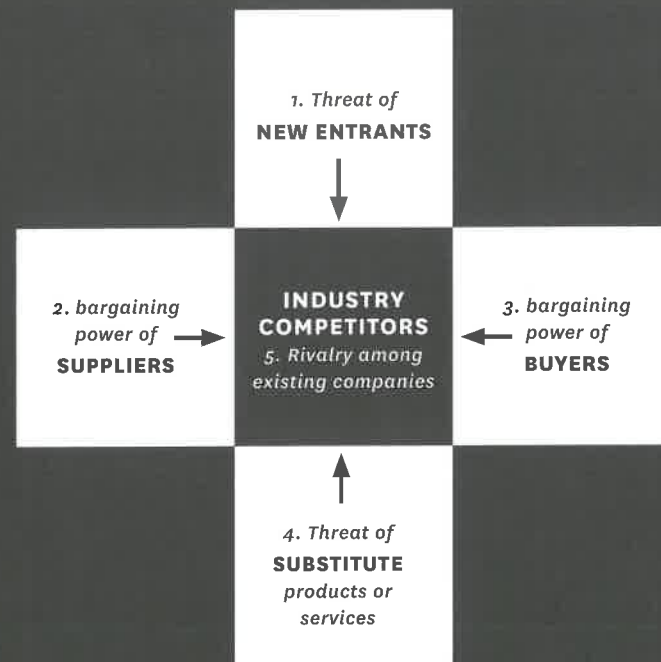 1. Threat of
NEW ENTRANTS
2. bargaining
power of
SUPPLIERS
INDUSTRY
COMPETITORS
5. Rivalry among
existing companies
3. bargaining
power of
BUYERS
4. Threat of
SUBSTITUTE
products or
services